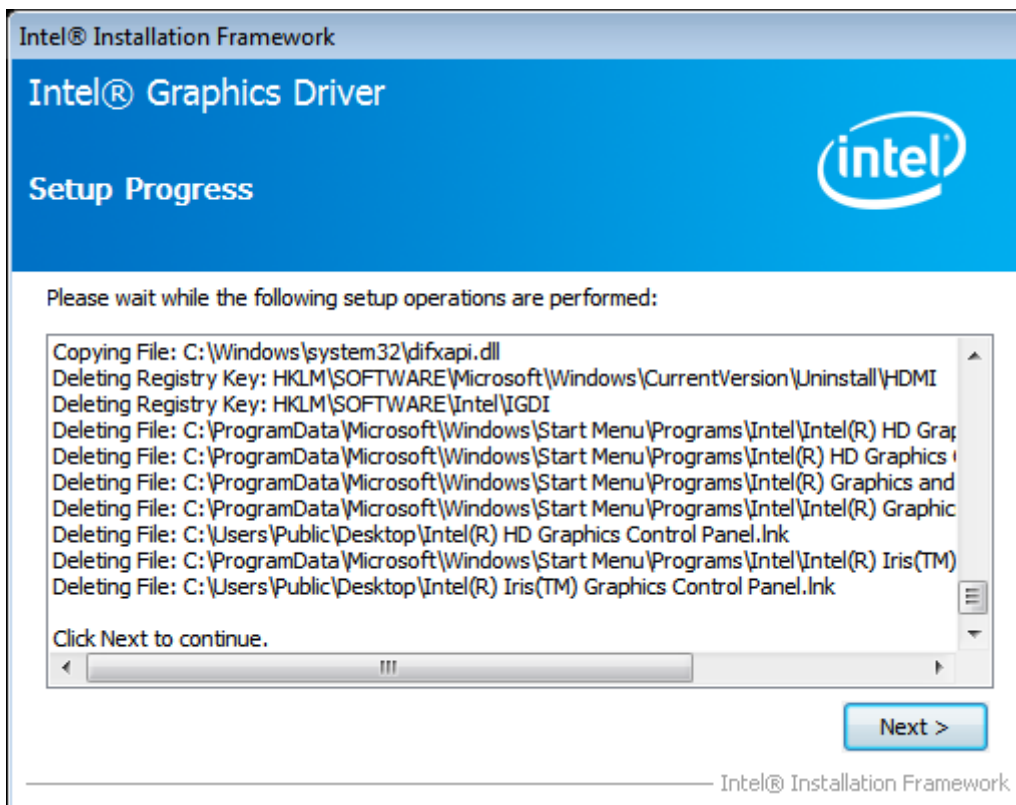 Intel® Installation Framework
Intel® Graphics Driver
intel
Setup Progress
Please wait while the following setup operations are performed:
Copying File: C:\Windows\system32\difxapi.dll
Deleting Registry Key: HKLM\SOFTWARE\Microsoft\Windows\CurrentVersion\Uninstall\HDMI
Deleting Registry Key: HKLM\SOFTWARE\Intel\IGDI
Deleting File: C:\ProgramData\Microsoft\Windows\Start Menu\Programs\Intel\Intel(R) HD Grap
Deleting File: C:\ProgramData\Microsoft\Windows\Start Menu\Programs\Intel(R) HD Graphics
Deleting File: C:\ProgramData\Microsoft\Windows\Start Menu\Programs\Intel(R) Graphics and
Deleting File: C:\ProgramData\Microsoft\Windows\Start Menu\Programs\Intel\Intel(R) Graphic
Deleting File: C:\Users\Public\Desktop\Intel(R) HD Graphics Control Panel.lnk
Deleting File: C:\ProgramData\Microsoft\Windows\Start Menu\Programs\Intel\Intel(R) Iris(TM)
Deleting File: C:\Users\Public\Desktop\Intel(R) Iris(TM) Graphics Control Panel.lnk
Click Next to continue.
Next >
Intel® Installation Framework